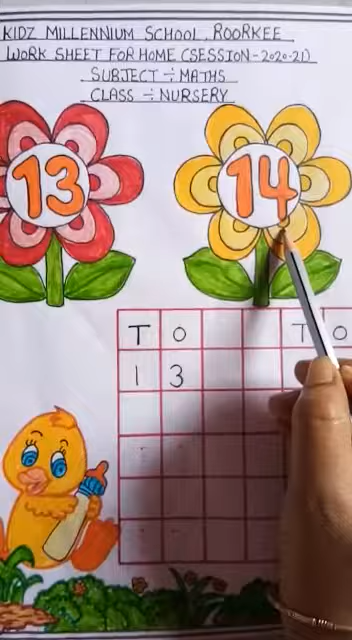 KIDZ MILLENNIUM SCHOOL, ROORKEE
WORK SHEET FOR HOME (SESSION-2020-21)
SUBJECT ÷ MATHS
CLASS ÷ NURSERY
13 14
T O T O
1 3